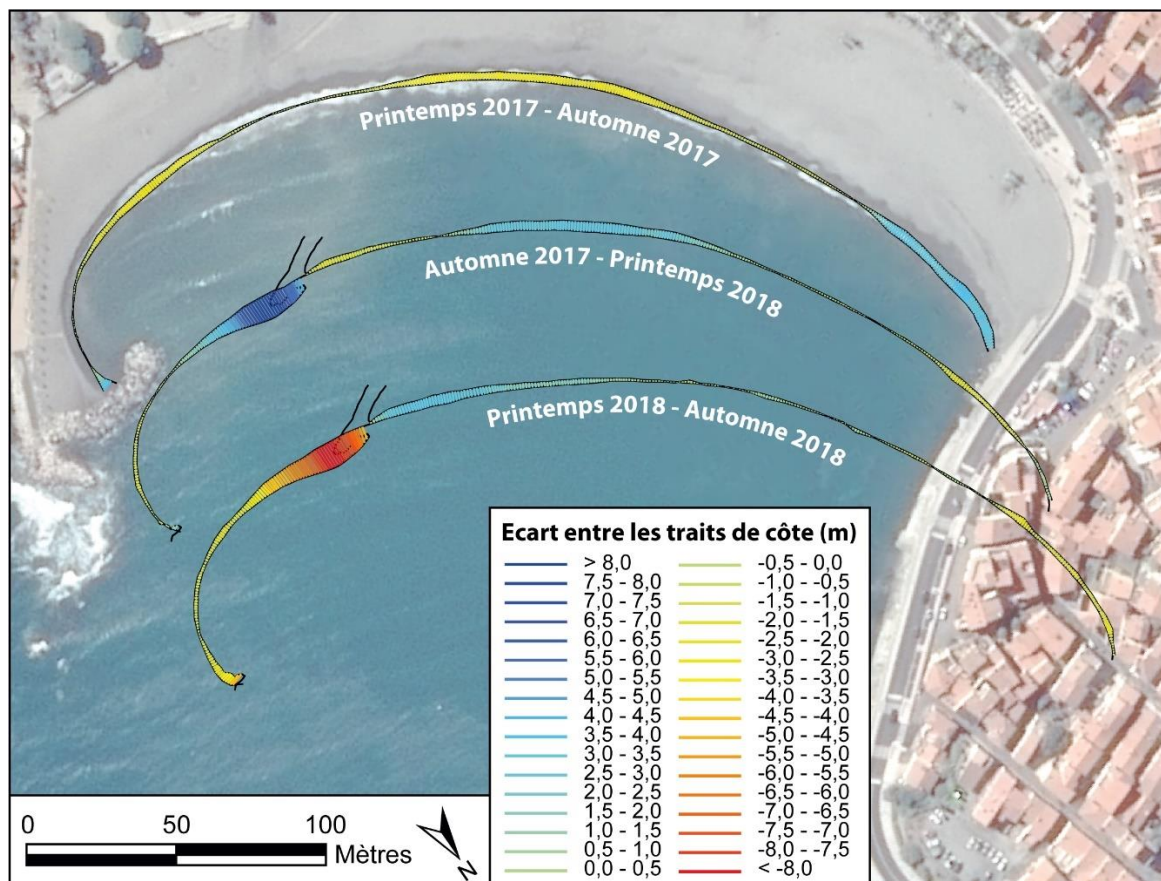 Printemps 2017 - Automne 2017
Automne 2017 - Printemps 2018
Printemps 2018 - Automne 2018
Ecart entre les traits de côte (m)
> 8,0
7,5 - 8,0
7,0 - 7,5
6,5 - 7,0
6,0 - 6,5
5,5 - 6,0
5,0 - 5,5
4,5 - 5,0
4,0 - 4,5
3,5 - 4,0
3,0 - 3,5
2,5 - 3,0
2,0 - 2,5
1,5 - 2,0
1,0 - 1,5
0,5 - 1,0
0,0 - 0,5
-0,5 - 0,0
-1,0 - -0,5
-1,5 - -1,0
-2,0 - -1,5
-2,5 - -2,0
-3,0 - -2,5
-3,5 - -3,0
-4,0 - -3,5
-4,5 - -4,0
-5,0 - -4,5
-5,5 - -5,0
-6,0 - -5,5
-6,5 - -6,0
-7,0 - -6,5
-7,5 - -7,0
-8,0 - -7,5
< -8,0
0 50 100
Mètres
N